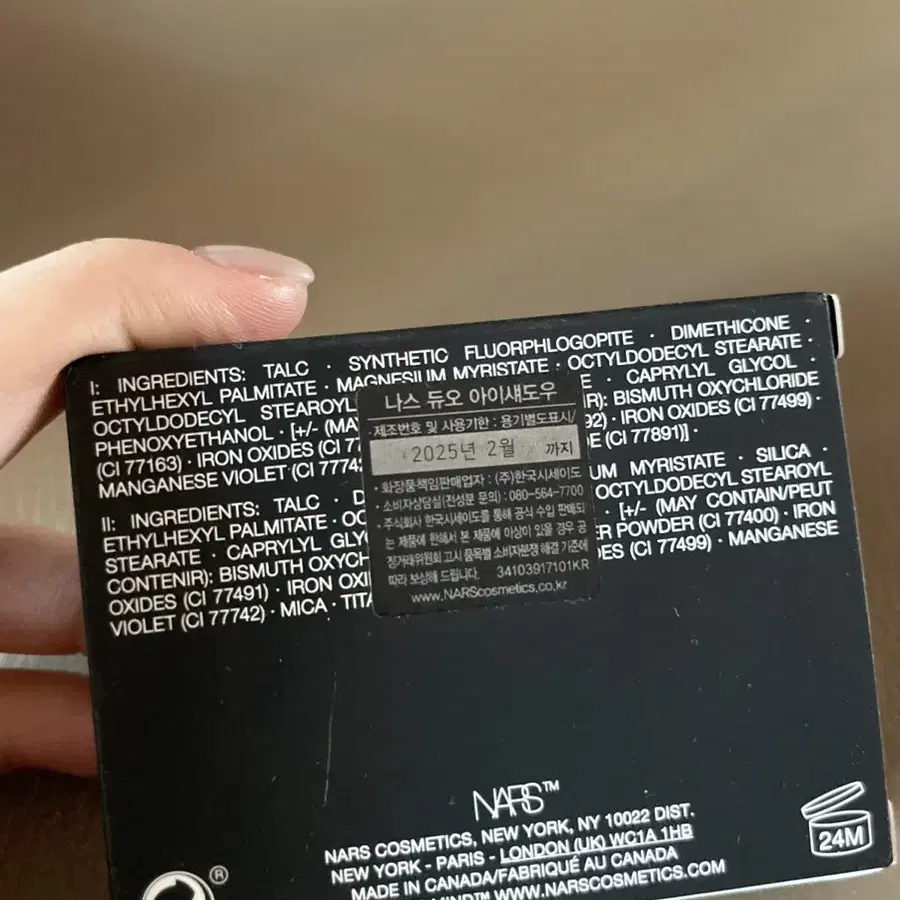 I: INGREDIENTS: TALC · SYNTHETIC FLUORPHLOGOPITE · DIMETHICONE ·
ETHYLHEXYL PALMITATE · MAGNESIUM MYRISTATE · OCTYLDODECYL STEARATE ·
OCTYLDODECYL STEAROYL E · CAPRYLYL GLYCOL ·
PHENOXYETHANOL · [+/- (MA R): BISMUTH OXYCHLORIDE
(CI 77163) · IRON OXIDES (CI 7 92) · IRON OXIDES (CI 77499) ·
MANGANESE VIOLET (CI 7774 DE (CI 77891)] ·
II: INGREDIENTS: TALC · D UM MYRISTATE · SILICA ·
ETHYLHEXYL PALMITATE · OC OCTYLDODECYL STEAROYL
STEARATE · CAPRYLYL GLYC · [+/- (MAY CONTAIN/PEUT
CONTENIR): BISMUTH OXYC R POWDER (CI 77400) · IRON
OXIDES (CI 77491) · IRON OXI ES (CI 77499) · MANGANESE
VIOLET (CI 77742) · MICA · TITA
나스 듀오 아이섀도우
· 제조번호 및 사용기한 : 용기별도표시/
2025년 2월 까지
· 화장품책임판매업자 : (주)한국시세이도
· 소비자상담실(전성분 문의) : 080-564-7700
· 주식회사 한국시세이도를 통해 공식 수입 판매되
는 제품에 한해서 본 제품에 이상이 있을 경우 공
정거래위원회 고시 품목별 소비자분쟁 해결 기준에
따라 보상해 드립니다. 34103917101KR
www.NARScosmetics.co.kr
NARS™
NARS COSMETICS, NEW YORK, NY 10022 DIST.
NEW YORK - PARIS - LONDON (UK) WC1A 1HB
MADE IN CANADA/FABRIQUÉ AU CANADA
MIND™ WWW.NARSCOSMETICS.COM
24M
®